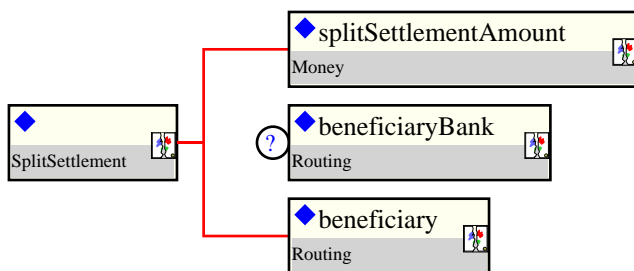 splitSettlementAmount
Money
SplitSettlement
?
beneficiaryBank
Routing
beneficiary
Routing